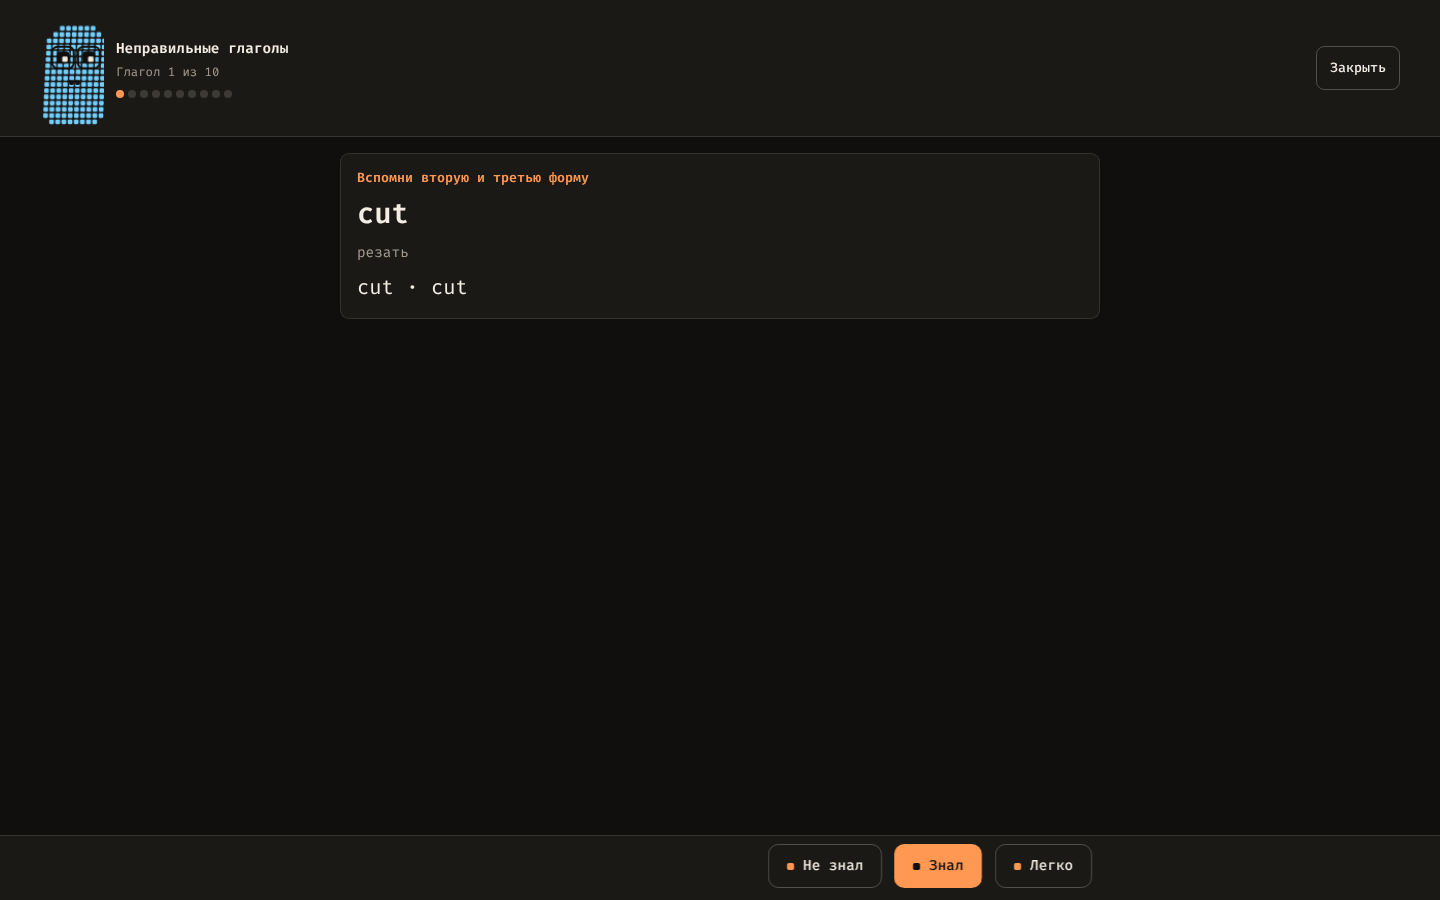 Неправильные глаголы
Глагол 1 из 10
Закрыть
Вспомни вторую и третью форму
cut
резать
cut · cut
Не знал
Знал
Легко